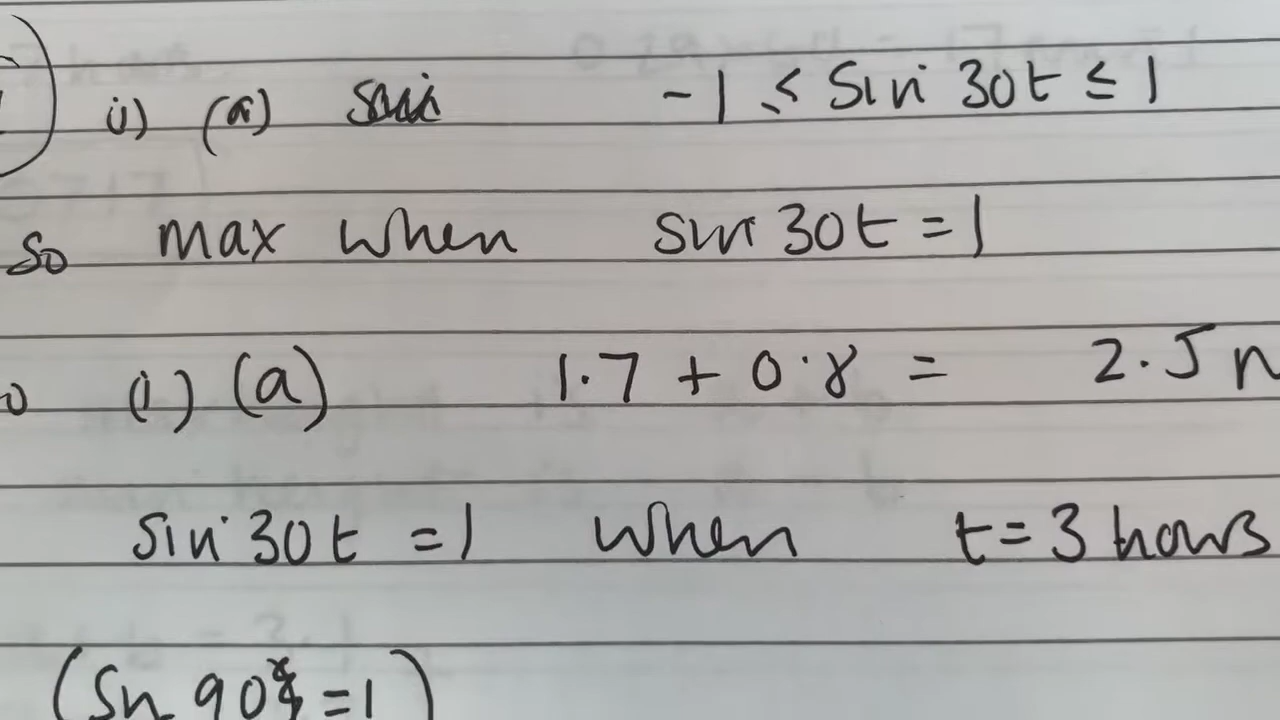 i) (a) -1 ≤ Sin 30t ≤ 1
So max when sin 30t = 1
(i) (a) 1.7 + 0.8 = 2.5 m
sin 30t = 1 when t = 3 hours
(Sin 90° = 1)